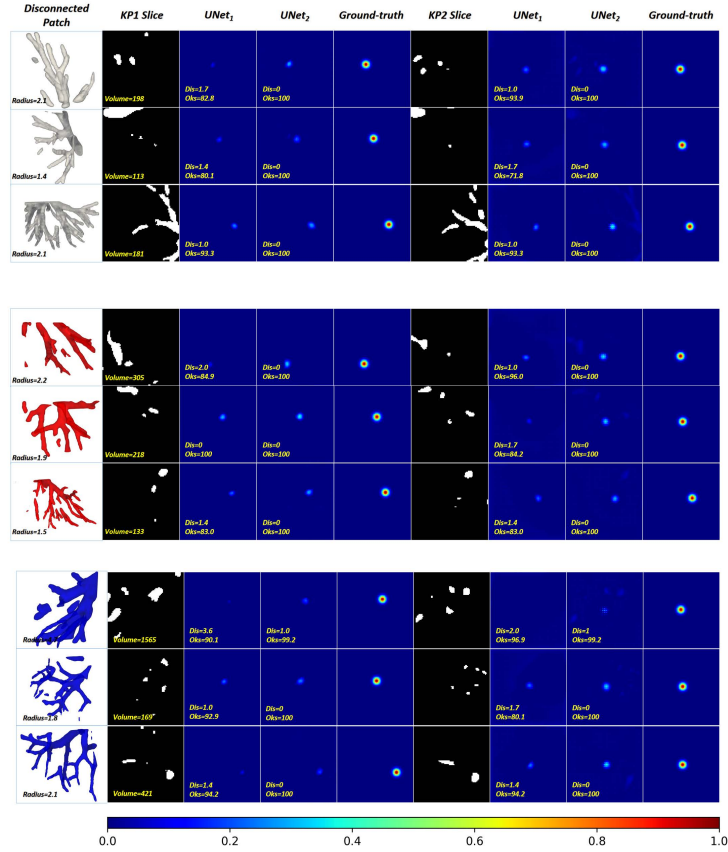 Disconnected Patch KP1 Slice UNet1 UNet2 Ground-truth KP2 Slice UNet1 UNet2 Ground-truth
Radius=2.1 Volume=198 Dis=1.7 Oks=82.8 Dis=0 Oks=100 Dis=1.0 Oks=93.9 Dis=0 Oks=100
Radius=1.4 Volume=113 Dis=1.4 Oks=80.1 Dis=0 Oks=100 Dis=1.7 Oks=71.8 Dis=0 Oks=100
Radius=2.1 Volume=181 Dis=1.0 Oks=93.3 Dis=0 Oks=100 Dis=1.0 Oks=93.3 Dis=0 Oks=100
Radius=2.2 Volume=305 Dis=2.0 Oks=84.9 Dis=0 Oks=100 Dis=1.0 Oks=96.0 Dis=0 Oks=100
Radius=1.9 Volume=218 Dis=0 Oks=100 Dis=0 Oks=100 Dis=1.7 Oks=84.2 Dis=0 Oks=100
Radius=1.5 Volume=133 Dis=1.4 Oks=83.0 Dis=0 Oks=100 Dis=1.4 Oks=83.0 Dis=0 Oks=100
Volume=1565 Dis=3.6 Oks=90.1 Dis=1.0 Oks=99.2 Dis=2.0 Oks=96.9 Dis=1 Oks=99.2
Radius=1.8 Volume=169 Dis=1.0 Oks=92.9 Dis=0 Oks=100 Dis=1.7 Oks=80.1 Dis=0 Oks=100
Radius=2.1 Volume=421 Dis=1.4 Oks=94.2 Dis=0 Oks=100 Dis=1.4 Oks=94.2 Dis=0 Oks=100
0.0 0.2 0.4 0.6 0.8 1.0